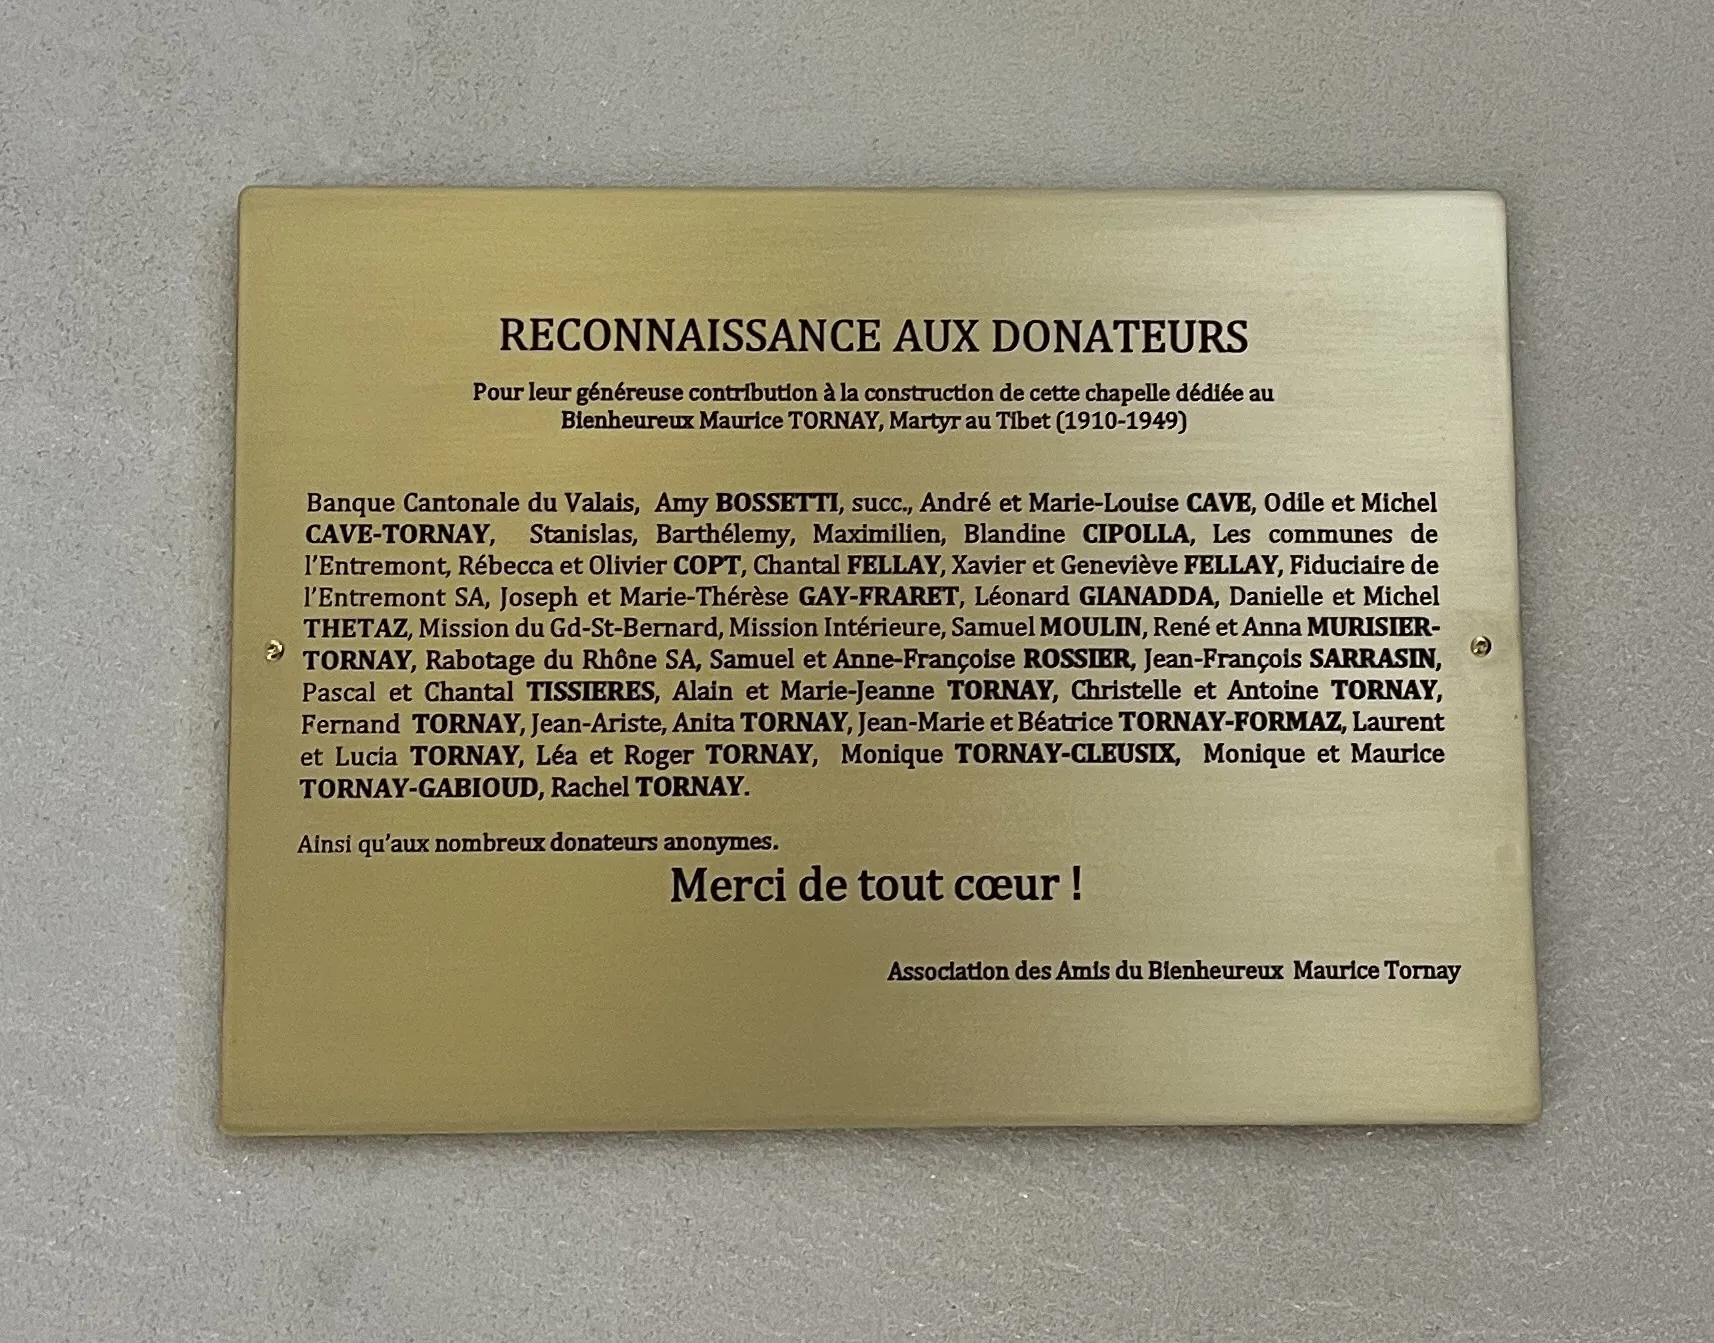 RECONNAISSANCE AUX DONATEURS
Pour leur généreuse contribution à la construction de cette chapelle dédiée au
Bienheureux Maurice TORNAY, Martyr au Tibet (1910-1949)
Banque Cantonale du Valais, Amy BOSSETTI, succ., André et Marie-Louise CAVE, Odile et Michel
CAVE-TORNAY, Stanislas, Barthélemy, Maximilien, Blandine CIPOLLA, Les communes de
l'Entremont, Rébecca et Olivier COPT, Chantal FELLAY, Xavier et Geneviève FELLAY, Fiduciaire de
l'Entremont SA, Joseph et Marie-Thérèse GAY-FRARET, Léonard GIANADDA, Danielle et Michel
THETAZ, Mission du Gd-St-Bernard, Mission Intérieure, Samuel MOULIN, René et Anna MURISIER-
TORNAY, Rabotage du Rhône SA, Samuel et Anne-Françoise ROSSIER, Jean-François SARRASIN,
Pascal et Chantal TISSIERES, Alain et Marie-Jeanne TORNAY, Christelle et Antoine TORNAY,
Fernand TORNAY, Jean-Ariste, Anita TORNAY, Jean-Marie et Béatrice TORNAY-FORMAZ, Laurent
et Lucia TORNAY, Léa et Roger TORNAY, Monique TORNAY-CLEUSIX, Monique et Maurice
TORNAY-GABIOUD, Rachel TORNAY.
Ainsi qu'aux nombreux donateurs anonymes.
Merci de tout cœur !
Association des Amis du Bienheureux Maurice Tornay